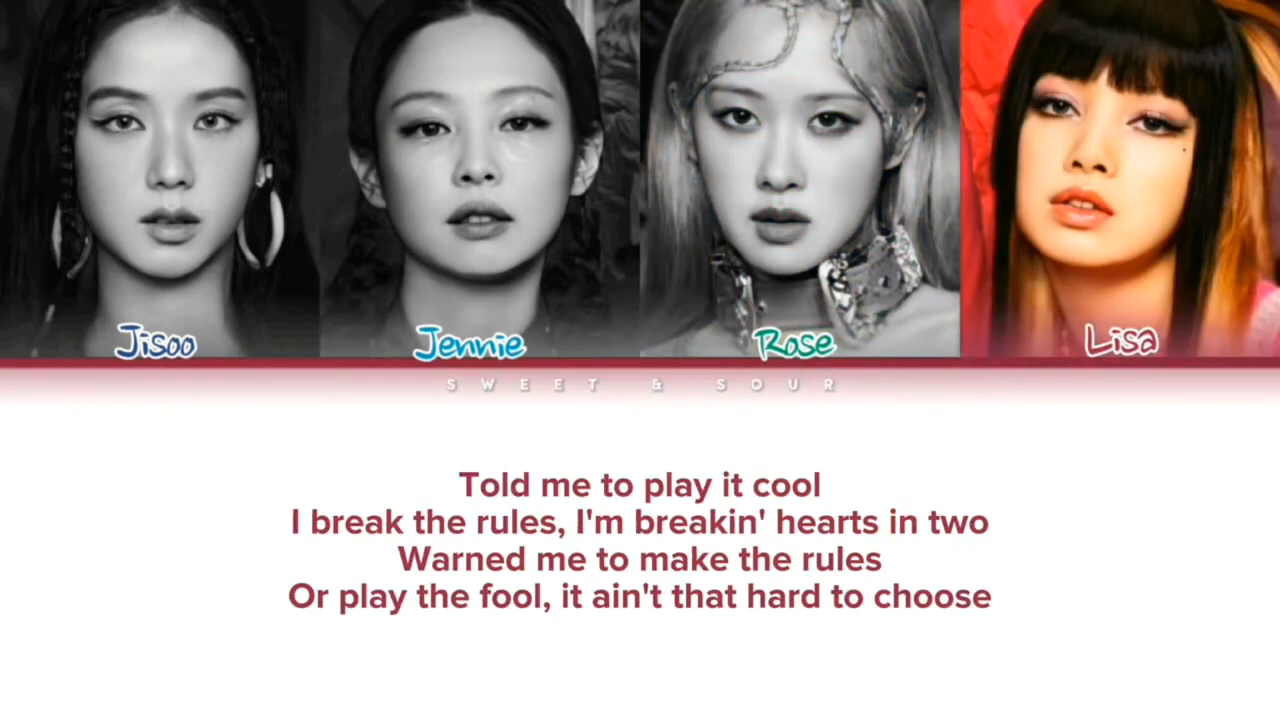 Jisoo
Jennie
Rose
Lisa
SWEET & SOUR
Told me to play it cool
I break the rules, I'm breakin' hearts in two
Warned me to make the rules
Or play the fool, it ain't that hard to choose